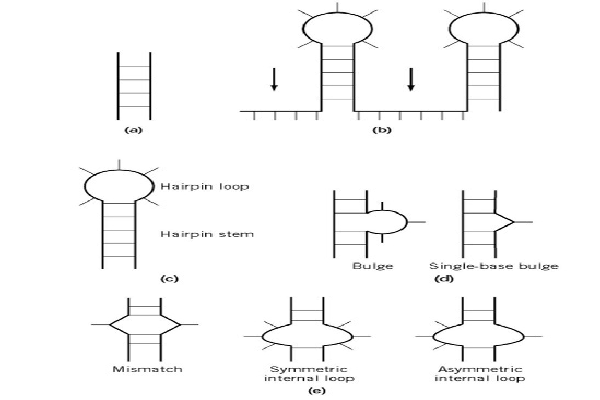 (a)
(b)
Hairpin loop
Hairpin stem
(c)
Bulge
Single-base bulge
(d)
Mismatch
Symmetric
internal loop
Asymmetric
internal loop
(e)